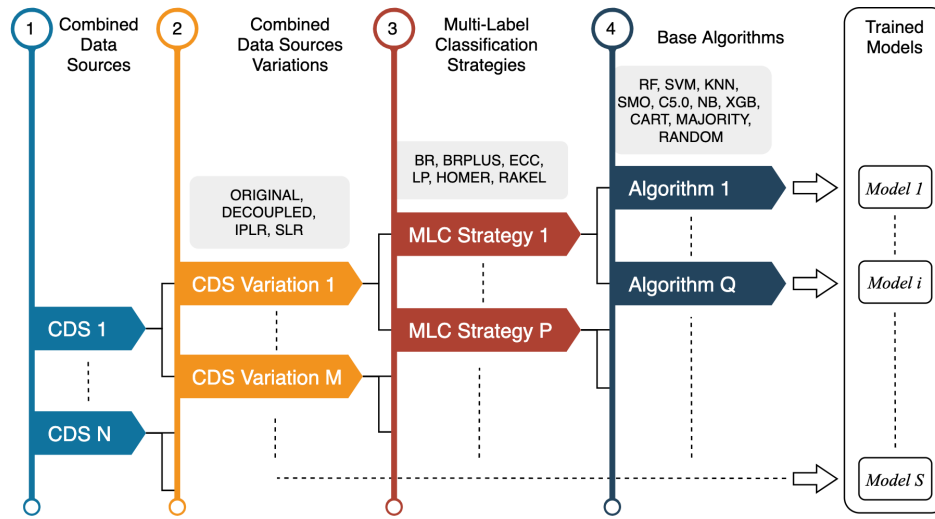 1
Combined
Data
Sources
2
Combined
Data Sources
Variations
3
Multi-Label
Classification
Strategies
4
Base Algorithms
Trained
Models
RF, SVM, KNN,
SMO, C5.0, NB, XGB,
CART, MAJORITY,
RANDOM
BR, BRPLUS, ECC,
LP, HOMER, RAKEL
ORIGINAL,
DECOUPLED,
IPLR, SLR
Algorithm 1
Model 1
MLC Strategy 1
CDS Variation 1
Algorithm Q
Model i
CDS 1
MLC Strategy P
CDS Variation M
CDS N
Model S